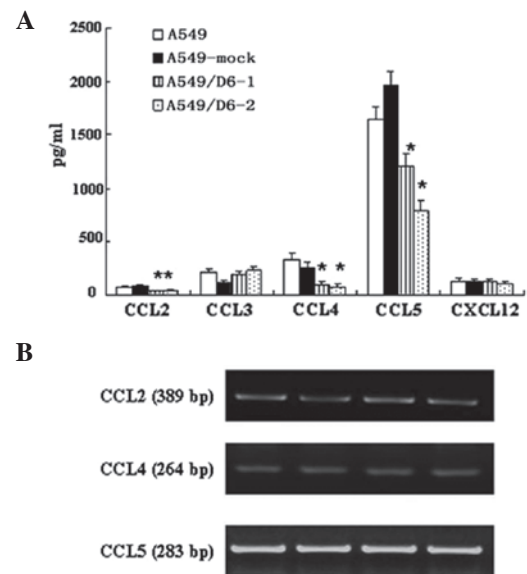 A
2500
2000
1500
1000
500
0
pg/ml
A549
A549-mock
A549/D6-1
A549/D6-2
**
* *
*
*
CCL2 CCL3 CCL4 CCL5 CXCL12
B
CCL2 (389 bp)
CCL4 (264 bp)
CCL5 (283 bp)